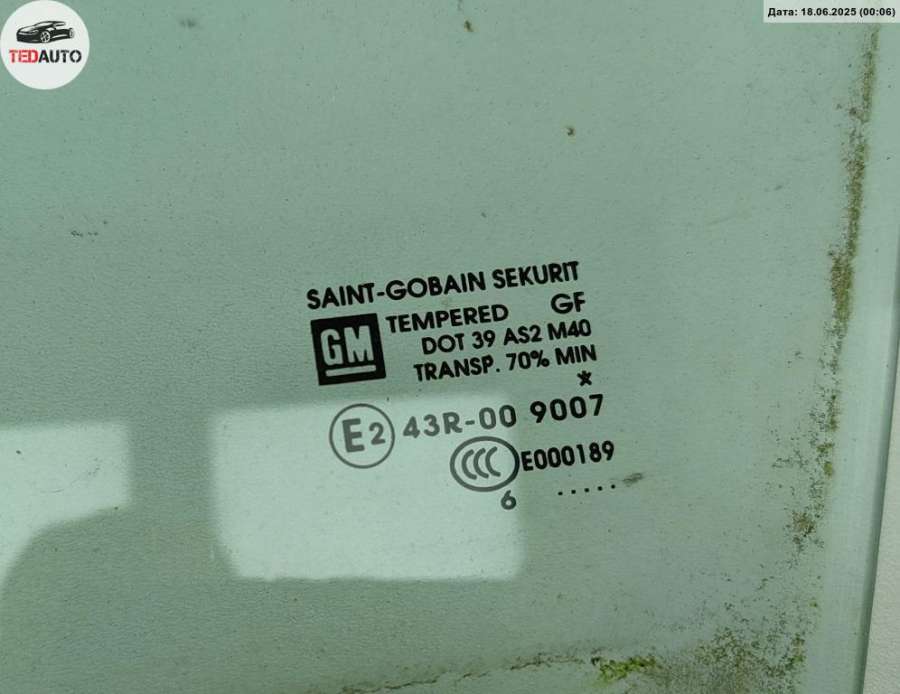 Дата: 18.06.2025 (00:06)
TEDAUTO
SAINT-GOBAIN SEKURIT
GM
TEMPERED GF
DOT 39 AS2 M40
TRANSP. 70% MIN
*
E2 43R-00 9007
CCC E000189
6 .....